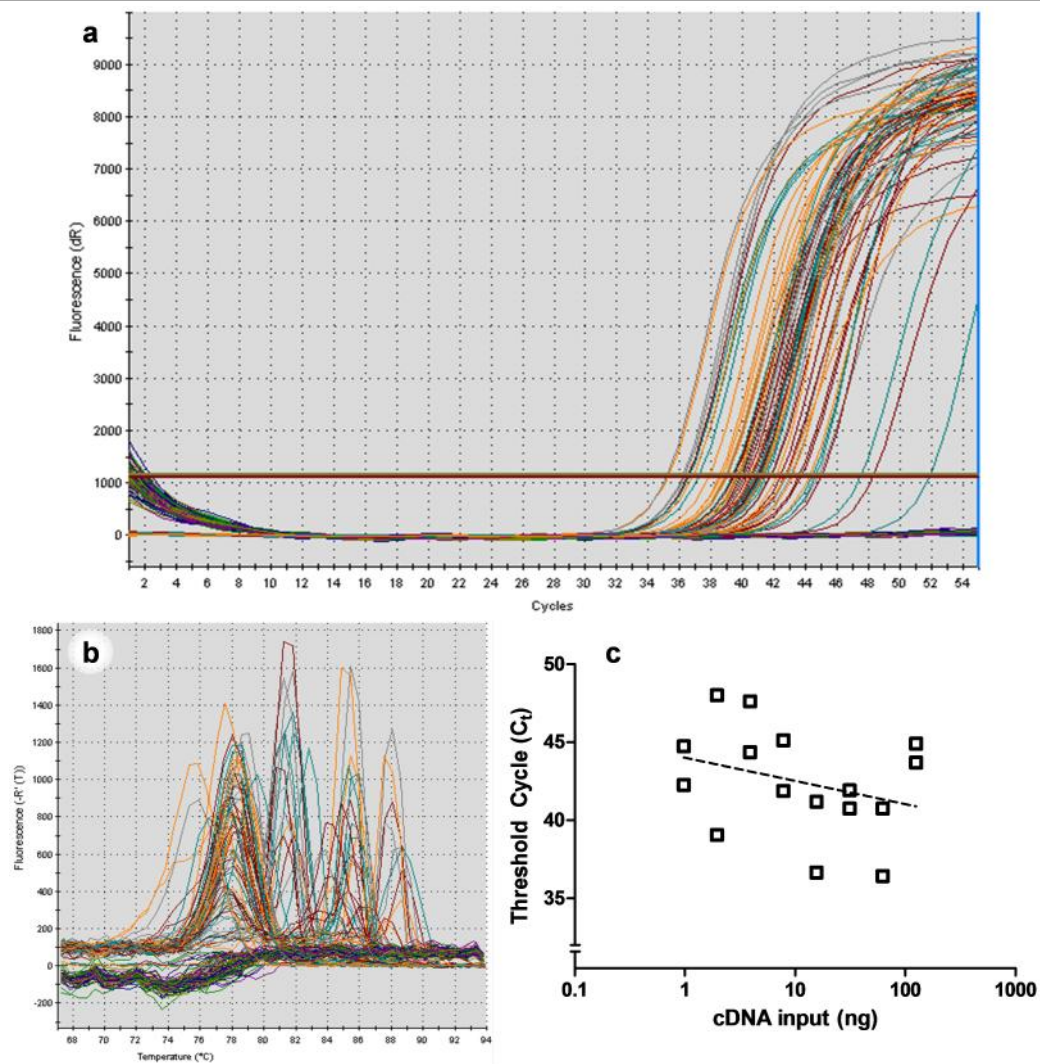 a
9000
8000
7000
6000
5000
4000
3000
2000
1000
0
Fluorescence (dR)
2 4 6 8 10 12 14 16 18 20 22 24 26 28 30 32 34 36 38 40 42 44 46 48 50 52 54
Cycles
b
1800
1600
1400
1200
1000
800
600
400
200
0
-200
Fluorescence (-R' (T))
68 70 72 74 76 78 80 82 84 86 88 90 92 94
Temperature (°C)
c
50
45
40
35
Threshold Cycle (Ct)
0.1 1 10 100 1000
cDNA input (ng)